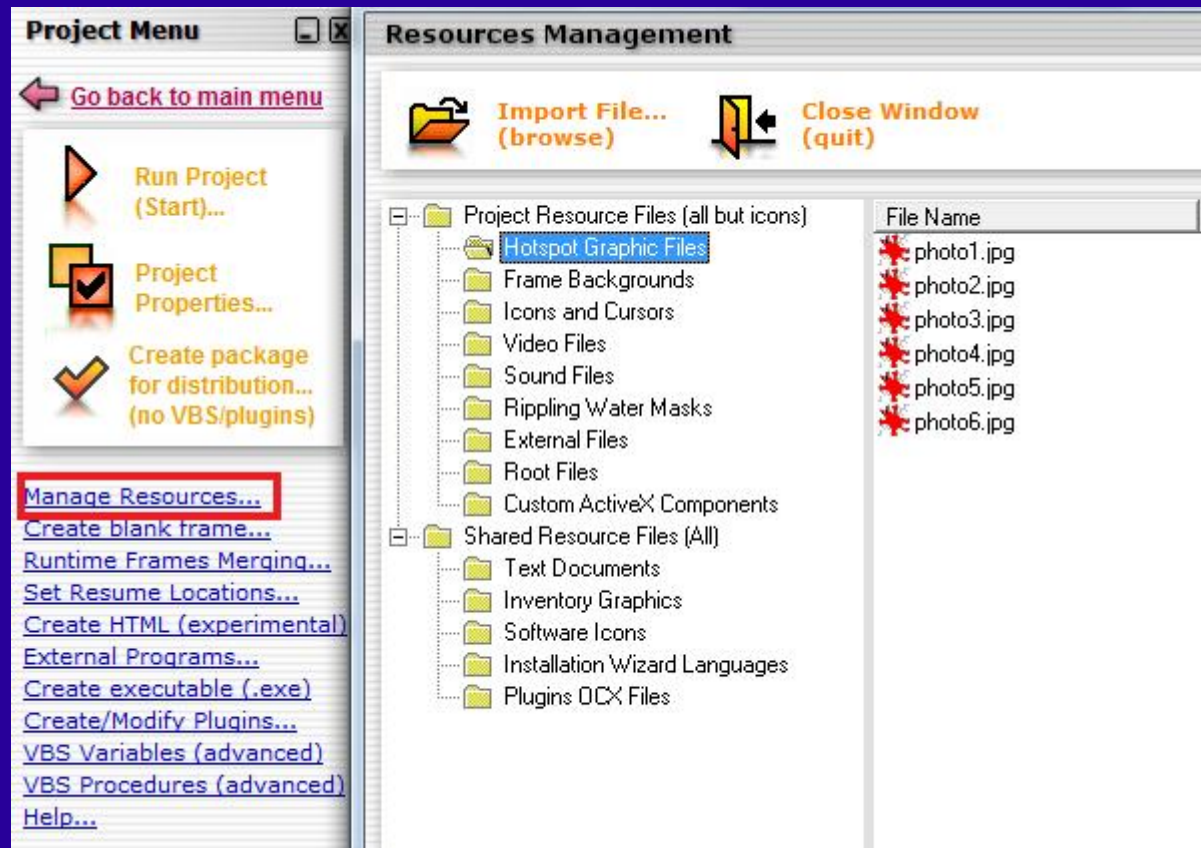 Project Menu
Go back to main menu
Run Project
(Start)...
Project
Properties...
Create package
for distribution...
(no VBS/plugins)
Manage Resources...
Create blank frame...
Runtime Frames Merging...
Set Resume Locations...
Create HTML (experimental)
External Programs...
Create executable (.exe)
Create/Modify Plugins...
VBS Variables (advanced)
VBS Procedures (advanced)
Help...
Resources Management
Import File...
(browse)
Close Window
(quit)
Project Resource Files (all but icons)
Hotspot Graphic Files
Frame Backgrounds
Icons and Cursors
Video Files
Sound Files
Rippling Water Masks
External Files
Root Files
Custom ActiveX Components
Shared Resource Files (All)
Text Documents
Inventory Graphics
Software Icons
Installation Wizard Languages
Plugins OCX Files
File Name
photo1.jpg
photo2.jpg
photo3.jpg
photo4.jpg
photo5.jpg
photo6.jpg